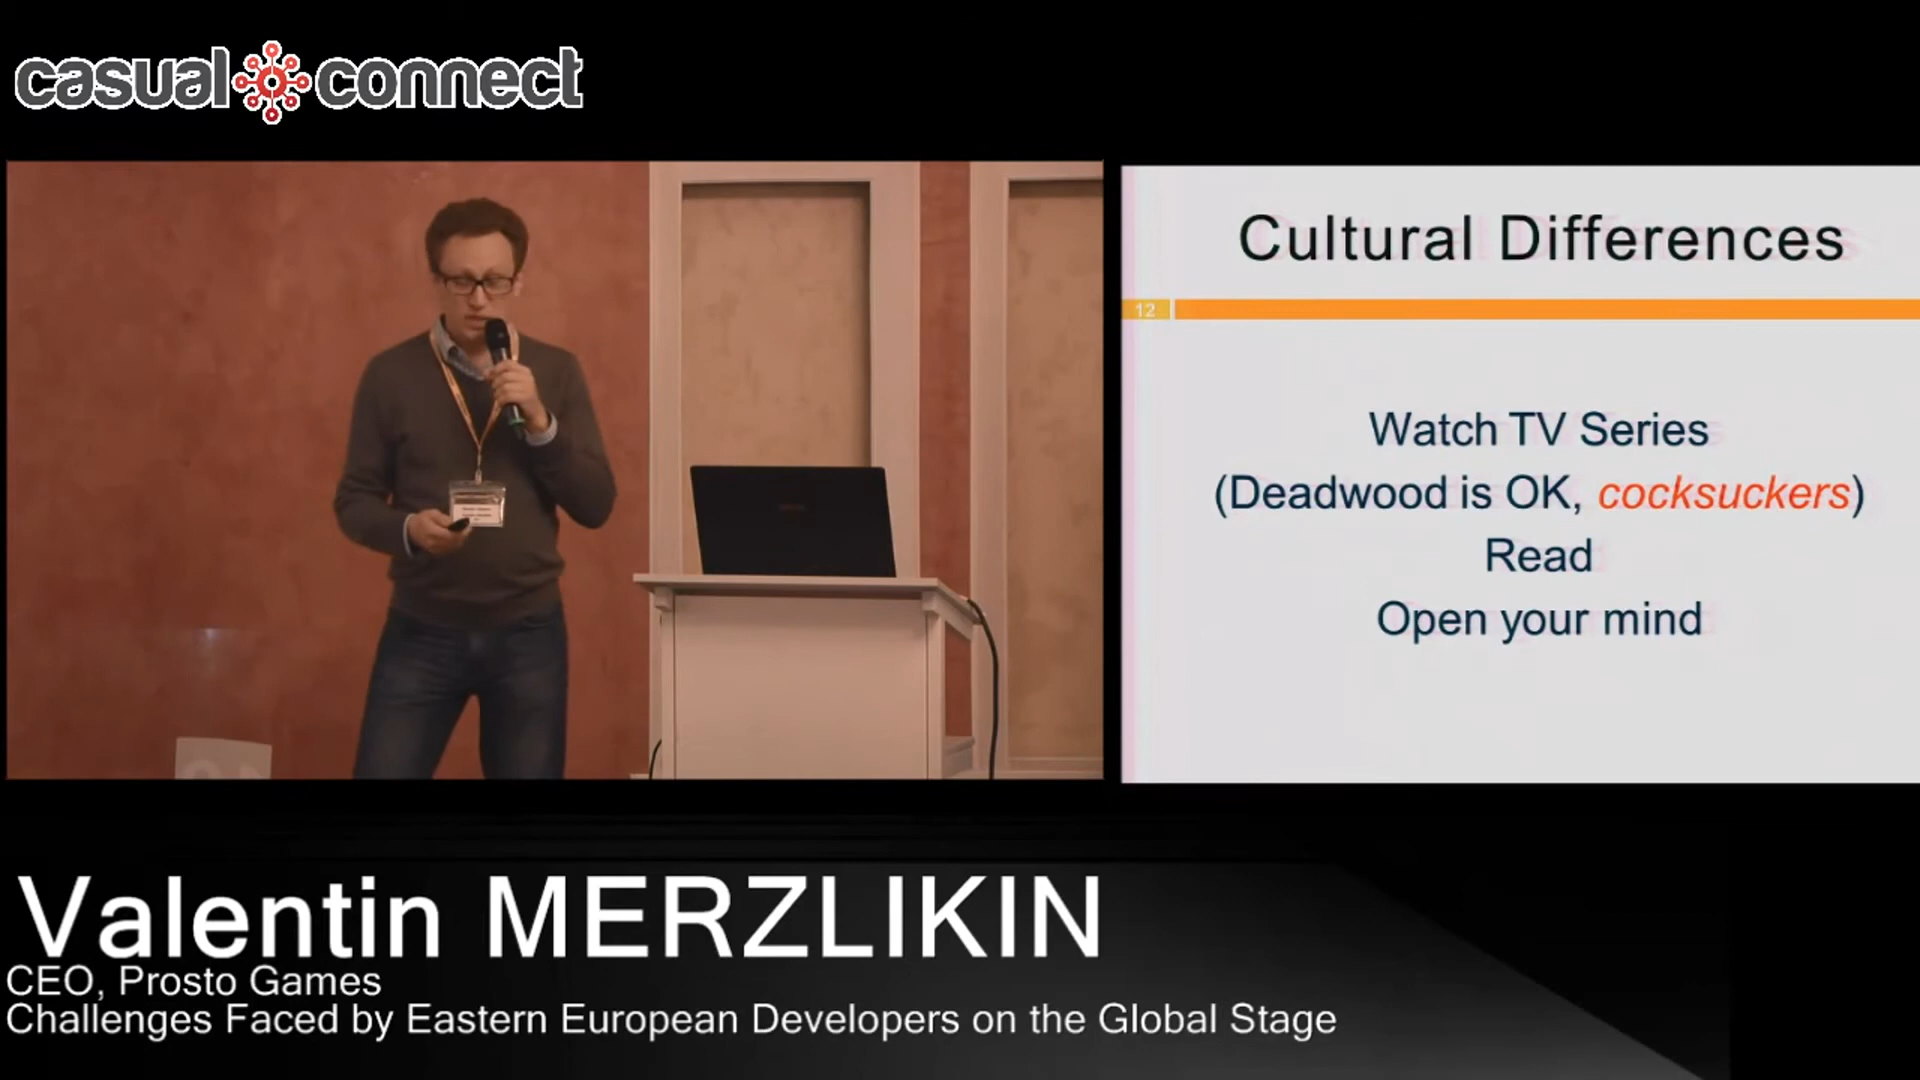 casual connect
Cultural Differences
12
Watch TV Series
(Deadwood is OK, cocksuckers)
Read
Open your mind
Valentin MERZLIKIN
CEO, Prosto Games
Challenges Faced by Eastern European Developers on the Global Stage